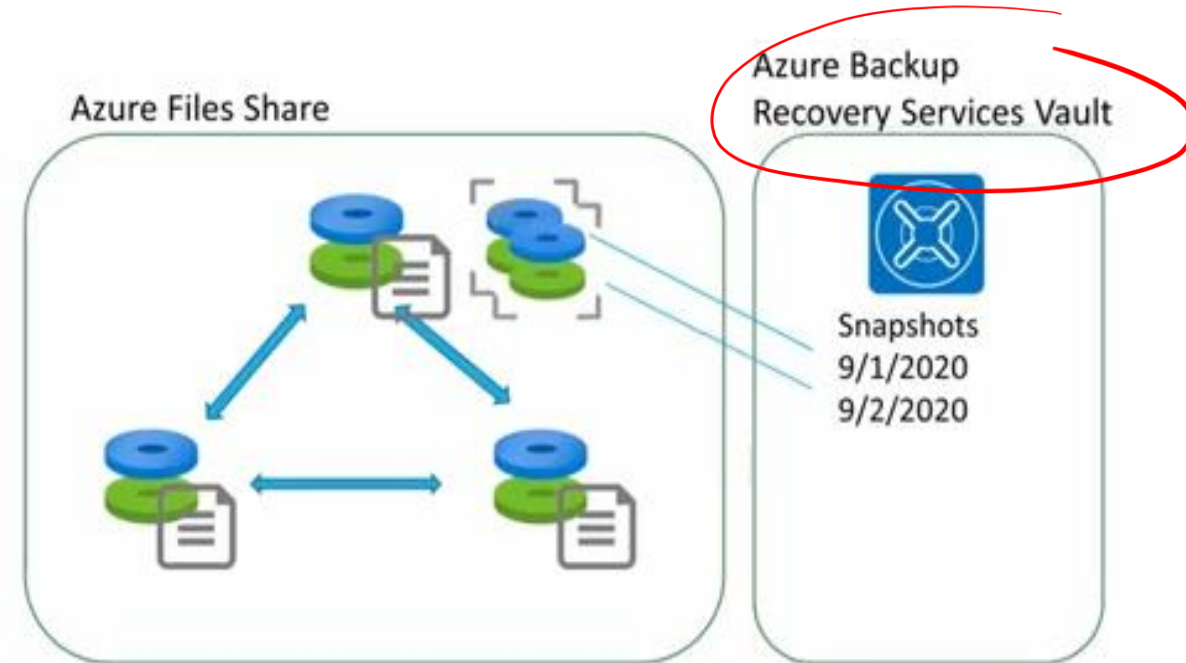 Azure Files Share
Azure Backup
Recovery Services Vault
Snapshots
9/1/2020
9/2/2020